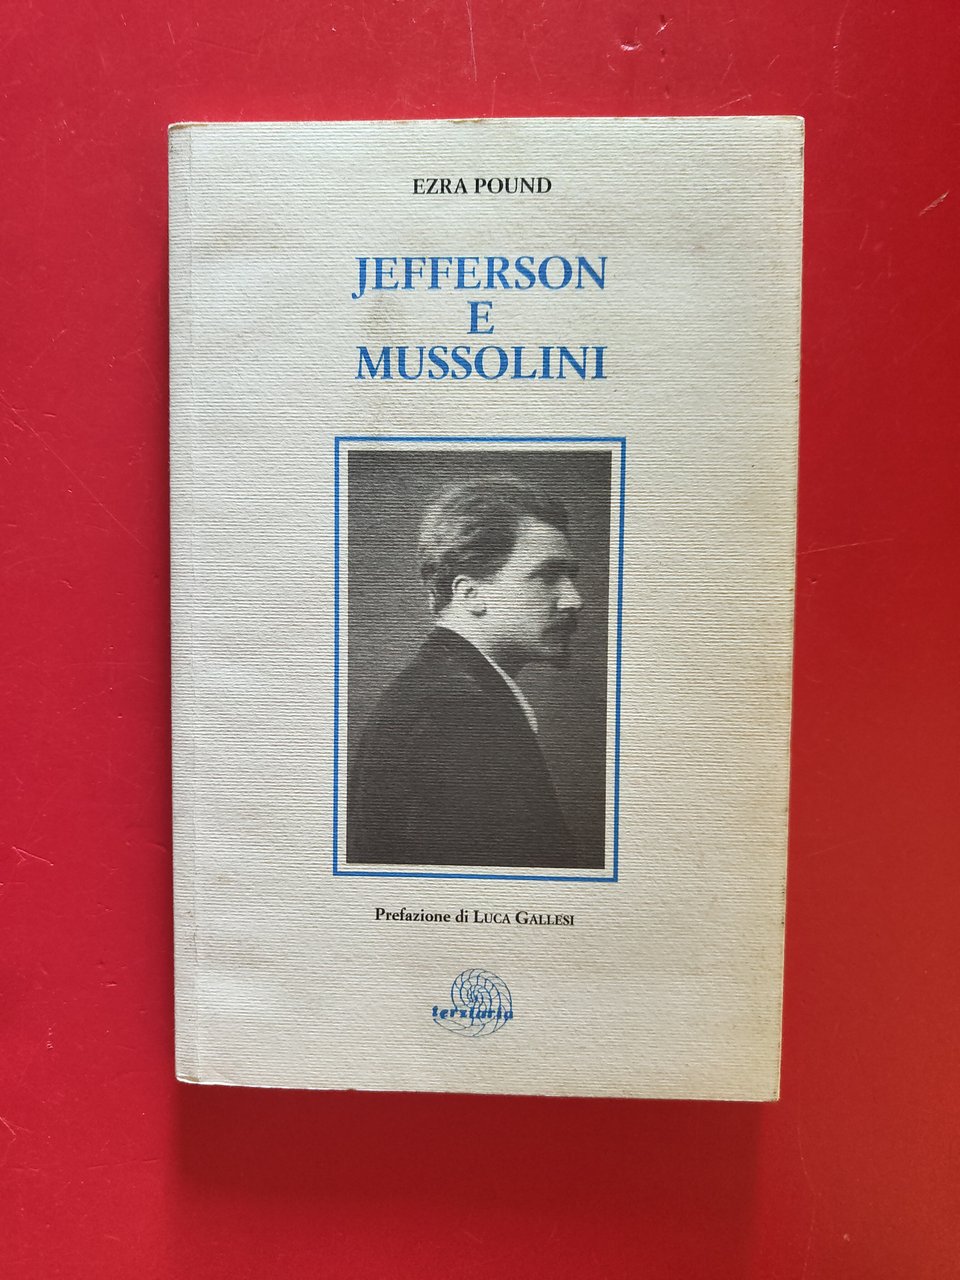 EZRA POUND
JEFFERSON
E
MUSSOLINI
Prefazione di LUCA GALLESI
terziaria